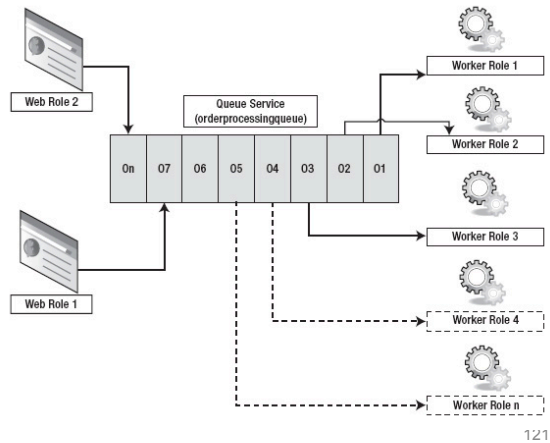 Worker Role 1
Web Role 2
Queue Service
(orderprocessingqueue)
Worker Role 2
On 07 06 05 04 03 02 01
Worker Role 3
Web Role 1
Worker Role 4
Worker Role n
121